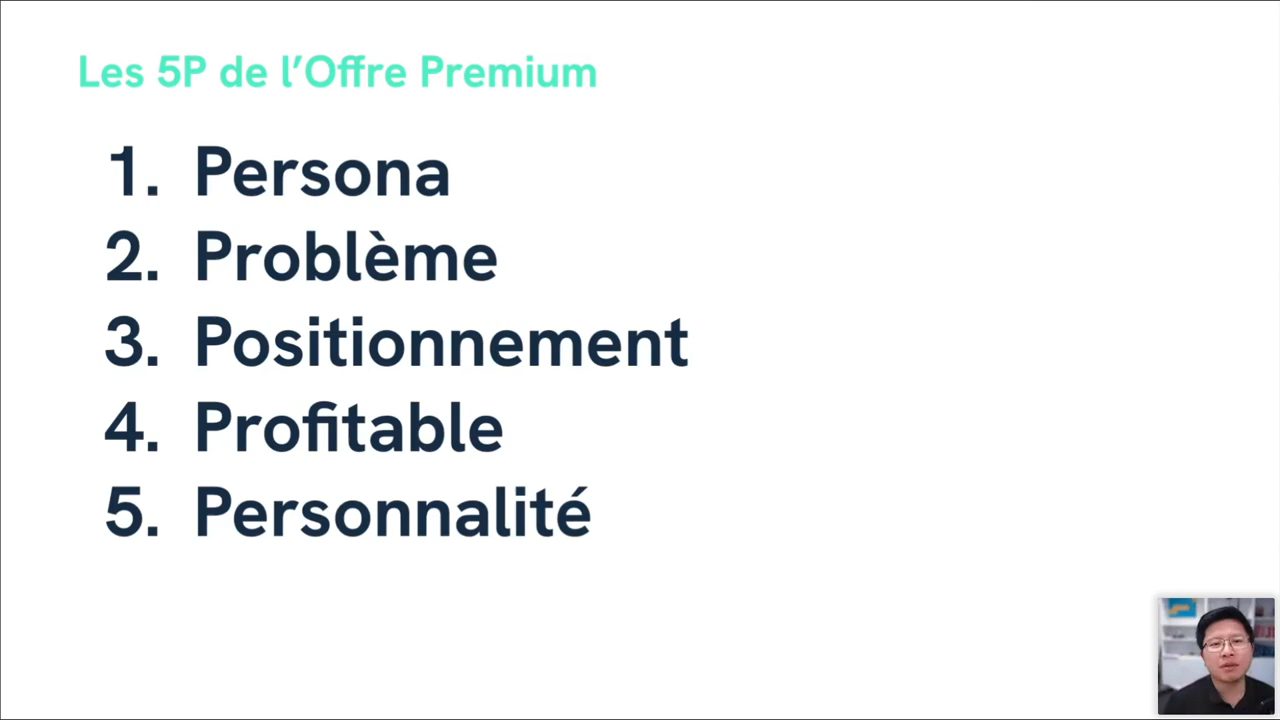 Les 5P de l’Offre Premium
1. Persona
2. Problème
3. Positionnement
4. Profitable
5. Personnalité